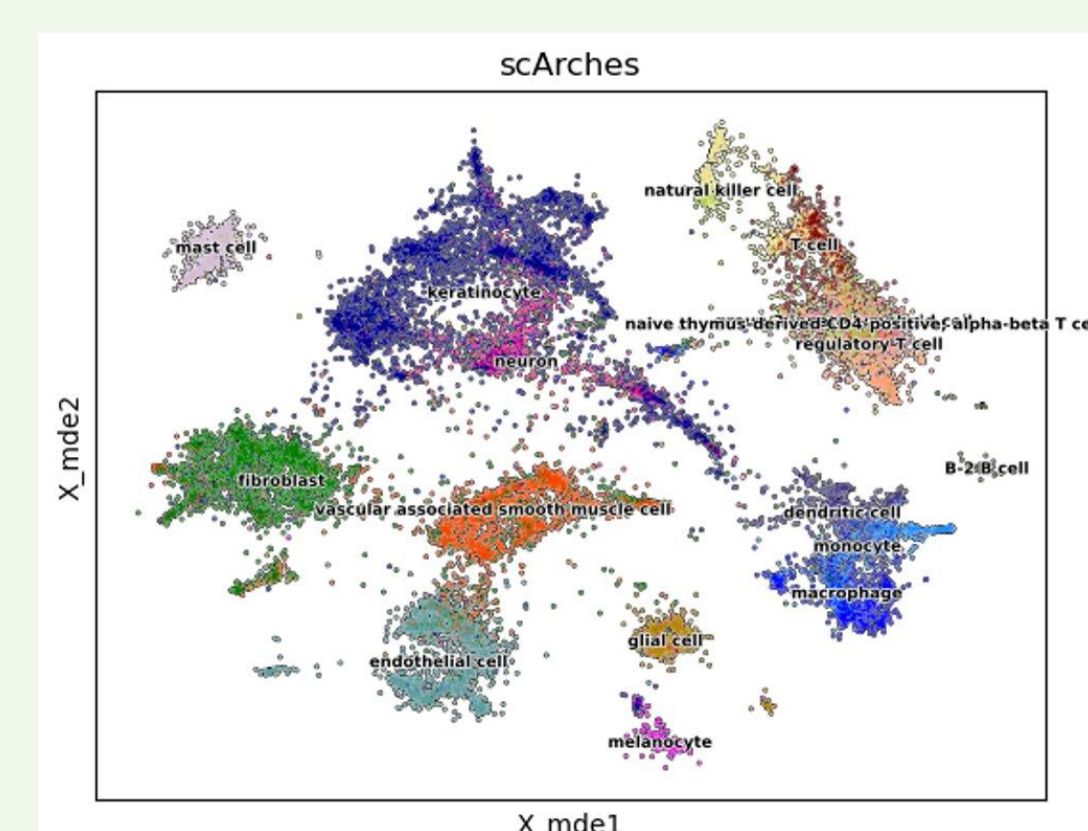 scArches
natural killer cell
mast cell
T cell
keratinocyte
naive thymus-derived CD4-positive, alpha-beta T ce
regulatory T cell
neuron
X_mde2
B-2 B cell
fibroblast
vascular associated smooth muscle cell
dendritic cell
monocyte
macrophage
glial cell
endothelial cell
melanocyte
X_mde1